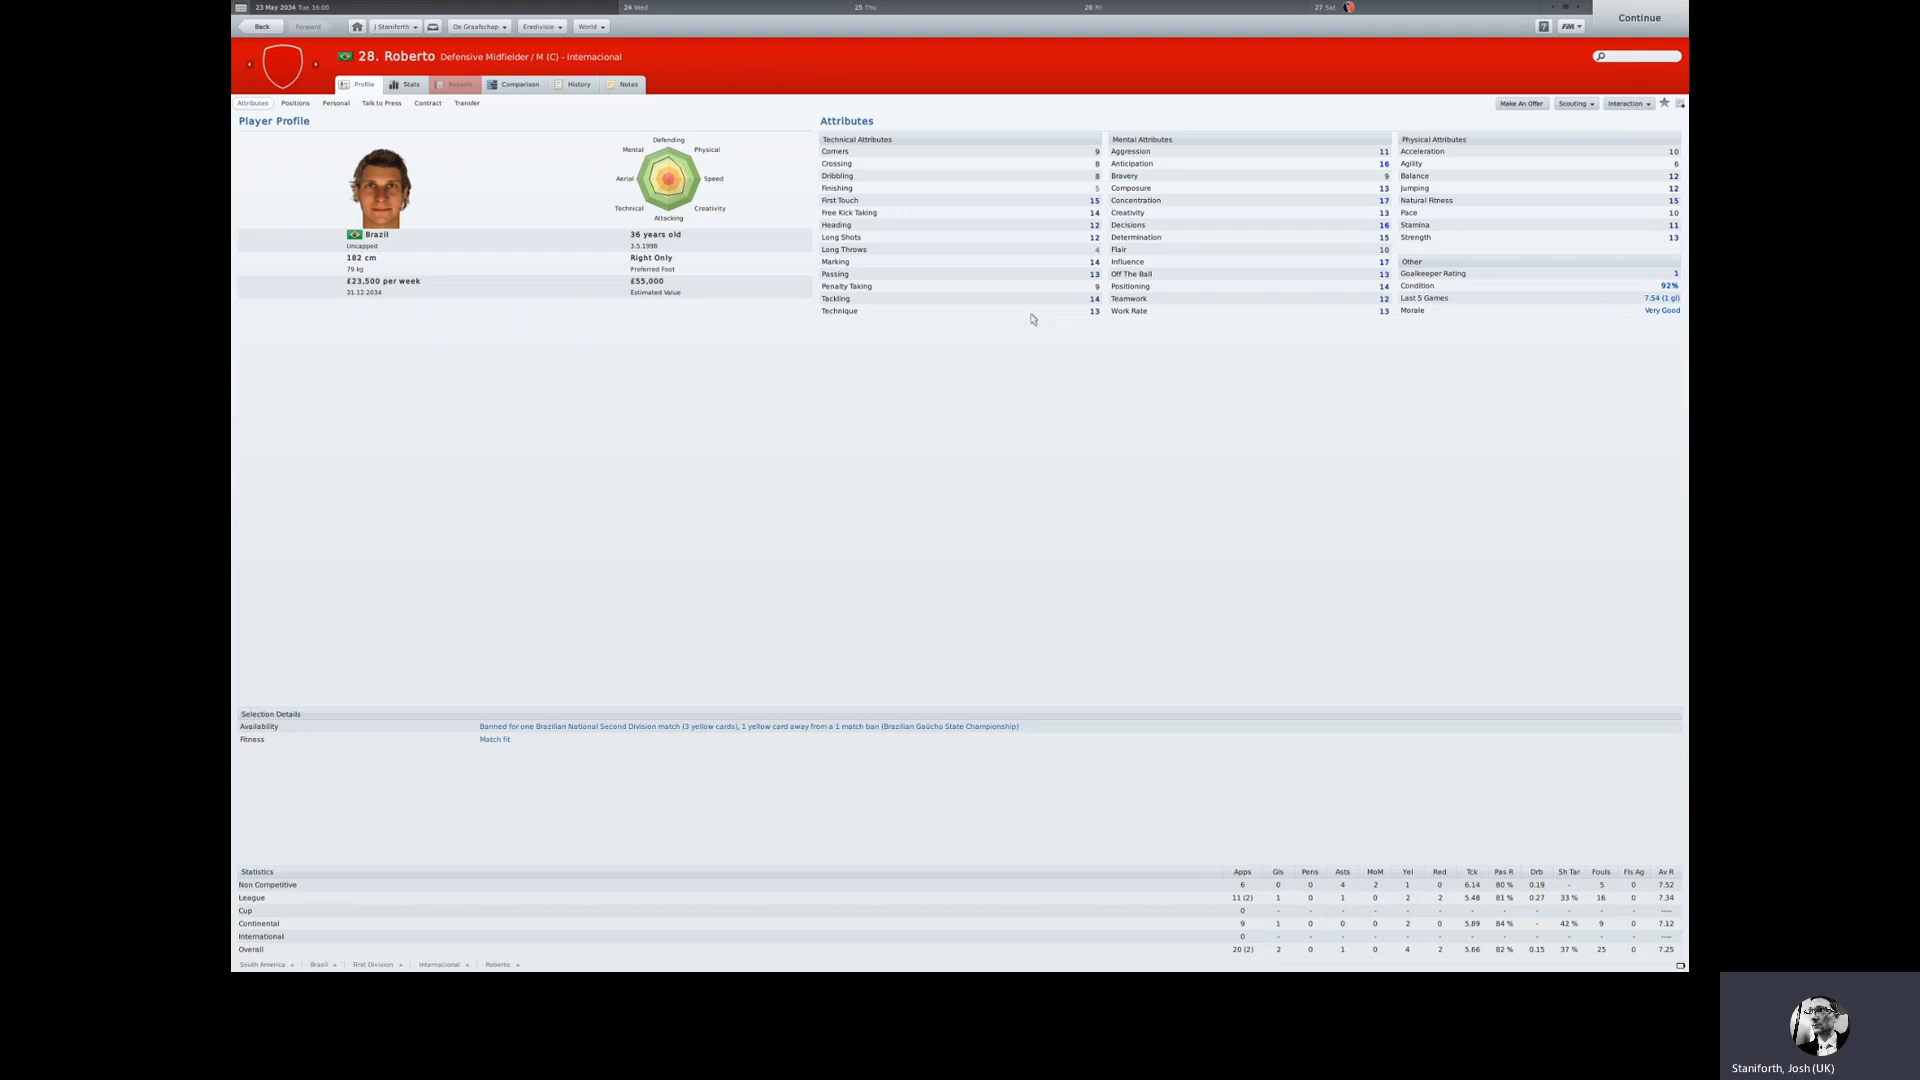 23 May 2034 Tue 16:00 24 Wed 25 Thu 26 Fri 27 Sat
Continue
Back Forward J Staniforth De Graafschap Eredivisie World ? FM
28. Roberto Defensive Midfielder / M (C) - Internacional
Profile Stats Reports Comparison History Notes
Attributes Positions Personal Talk to Press Contract Transfer Make An Offer Scouting Interaction
Player Profile
Defending
Mental Physical
Aerial Speed
Technical Creativity
Attacking
Brazil 36 years old
Uncapped 3.5.1998
182 cm Right Only
79 kg Preferred Foot
£23,500 per week £55,000
31.12.2034 Estimated Value
Attributes
Technical Attributes
Corners 9
Crossing 8
Dribbling 8
Finishing 5
First Touch 15
Free Kick Taking 14
Heading 12
Long Shots 12
Long Throws 4
Marking 14
Passing 13
Penalty Taking 9
Tackling 14
Technique 13
Mental Attributes
Aggression 11
Anticipation 16
Bravery 9
Composure 13
Concentration 17
Creativity 13
Decisions 16
Determination 15
Flair 10
Influence 17
Off The Ball 13
Positioning 14
Teamwork 12
Work Rate 13
Physical Attributes
Acceleration 10
Agility 6
Balance 12
Jumping 12
Natural Fitness 15
Pace 10
Stamina 11
Strength 13
Other
Goalkeeper Rating 1
Condition 92%
Last 5 Games 7.54 (1 gl)
Morale Very Good
Selection Details
Availability Banned for one Brazilian National Second Division match (3 yellow cards), 1 yellow card away from a 1 match ban (Brazilian Gaúcho State Championship)
Fitness Match fit
Statistics Apps Gls Pens Asts MoM Yel Red Tck Pas R Drb Sh Tar Fouls Fls Ag Av R
Non Competitive 6 0 0 4 2 1 0 6.14 80 % 0.19 - 5 0 7.52
League 11 (2) 1 0 1 0 2 2 5.48 81 % 0.27 33 % 16 0 7.34
Cup 0 - - - - - - - - - - - - ----
Continental 9 1 0 0 0 2 0 5.89 84 % - 42 % 9 0 7.12
International 0 - - - - - - - - - - - - ----
Overall 20 (2) 2 0 1 0 4 2 5.66 82 % 0.15 37 % 25 0 7.25
South America Brazil First Division Internacional Roberto
Staniforth, Josh (UK)